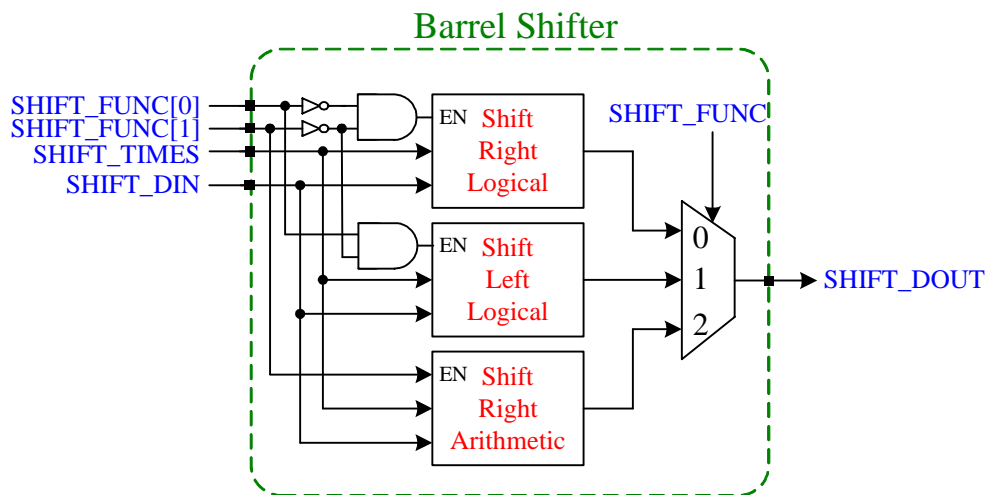 Barrel Shifter
SHIFT_FUNC[0]
SHIFT_FUNC[1]
SHIFT_TIMES
SHIFT_DIN
EN Shift
Right
Logical
EN Shift
Left
Logical
EN Shift
Right
Arithmetic
SHIFT_FUNC
0
1
2
SHIFT_DOUT